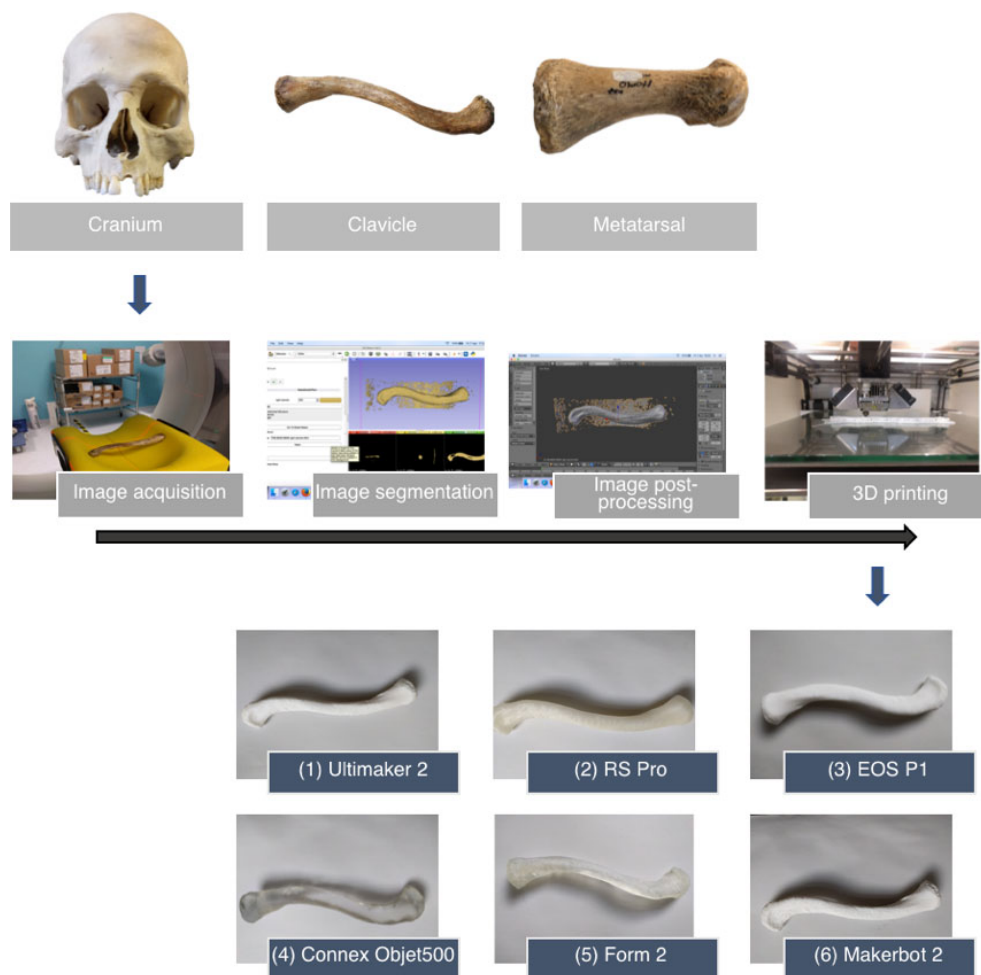 Cranium
Clavicle
Metatarsal
Image acquisition
Image segmentation
Image post-
processing
3D printing
(1) Ultimaker 2
(2) RS Pro
(3) EOS P1
(4) Connex Objet500
(5) Form 2
(6) Makerbot 2